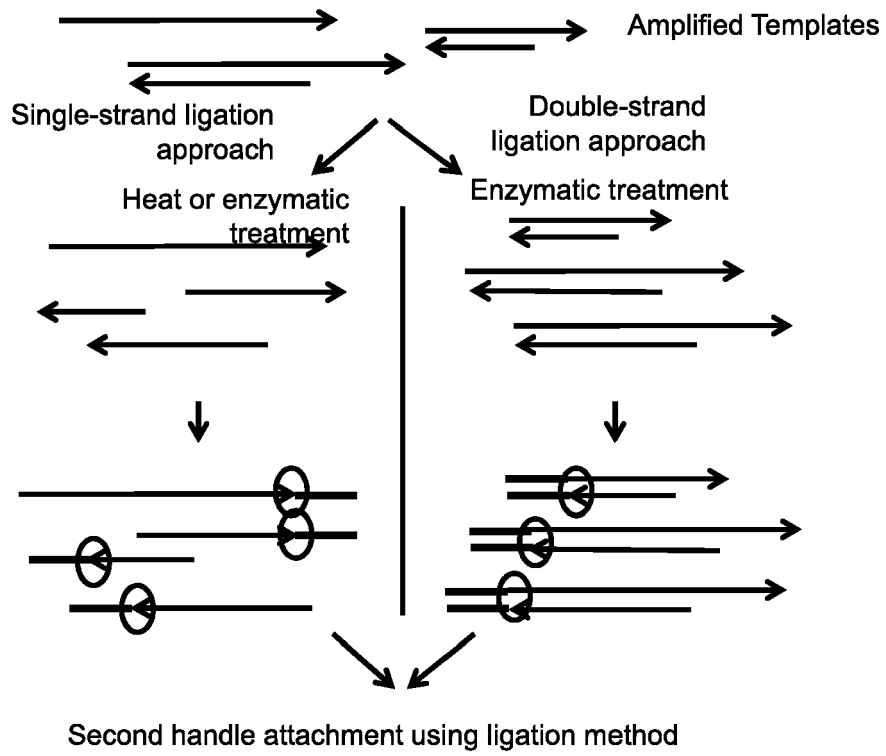 Amplified Templates
Single-strand ligation
approach
Double-strand
ligation approach
Heat or enzymatic
treatment
Enzymatic treatment
Second handle attachment using ligation method